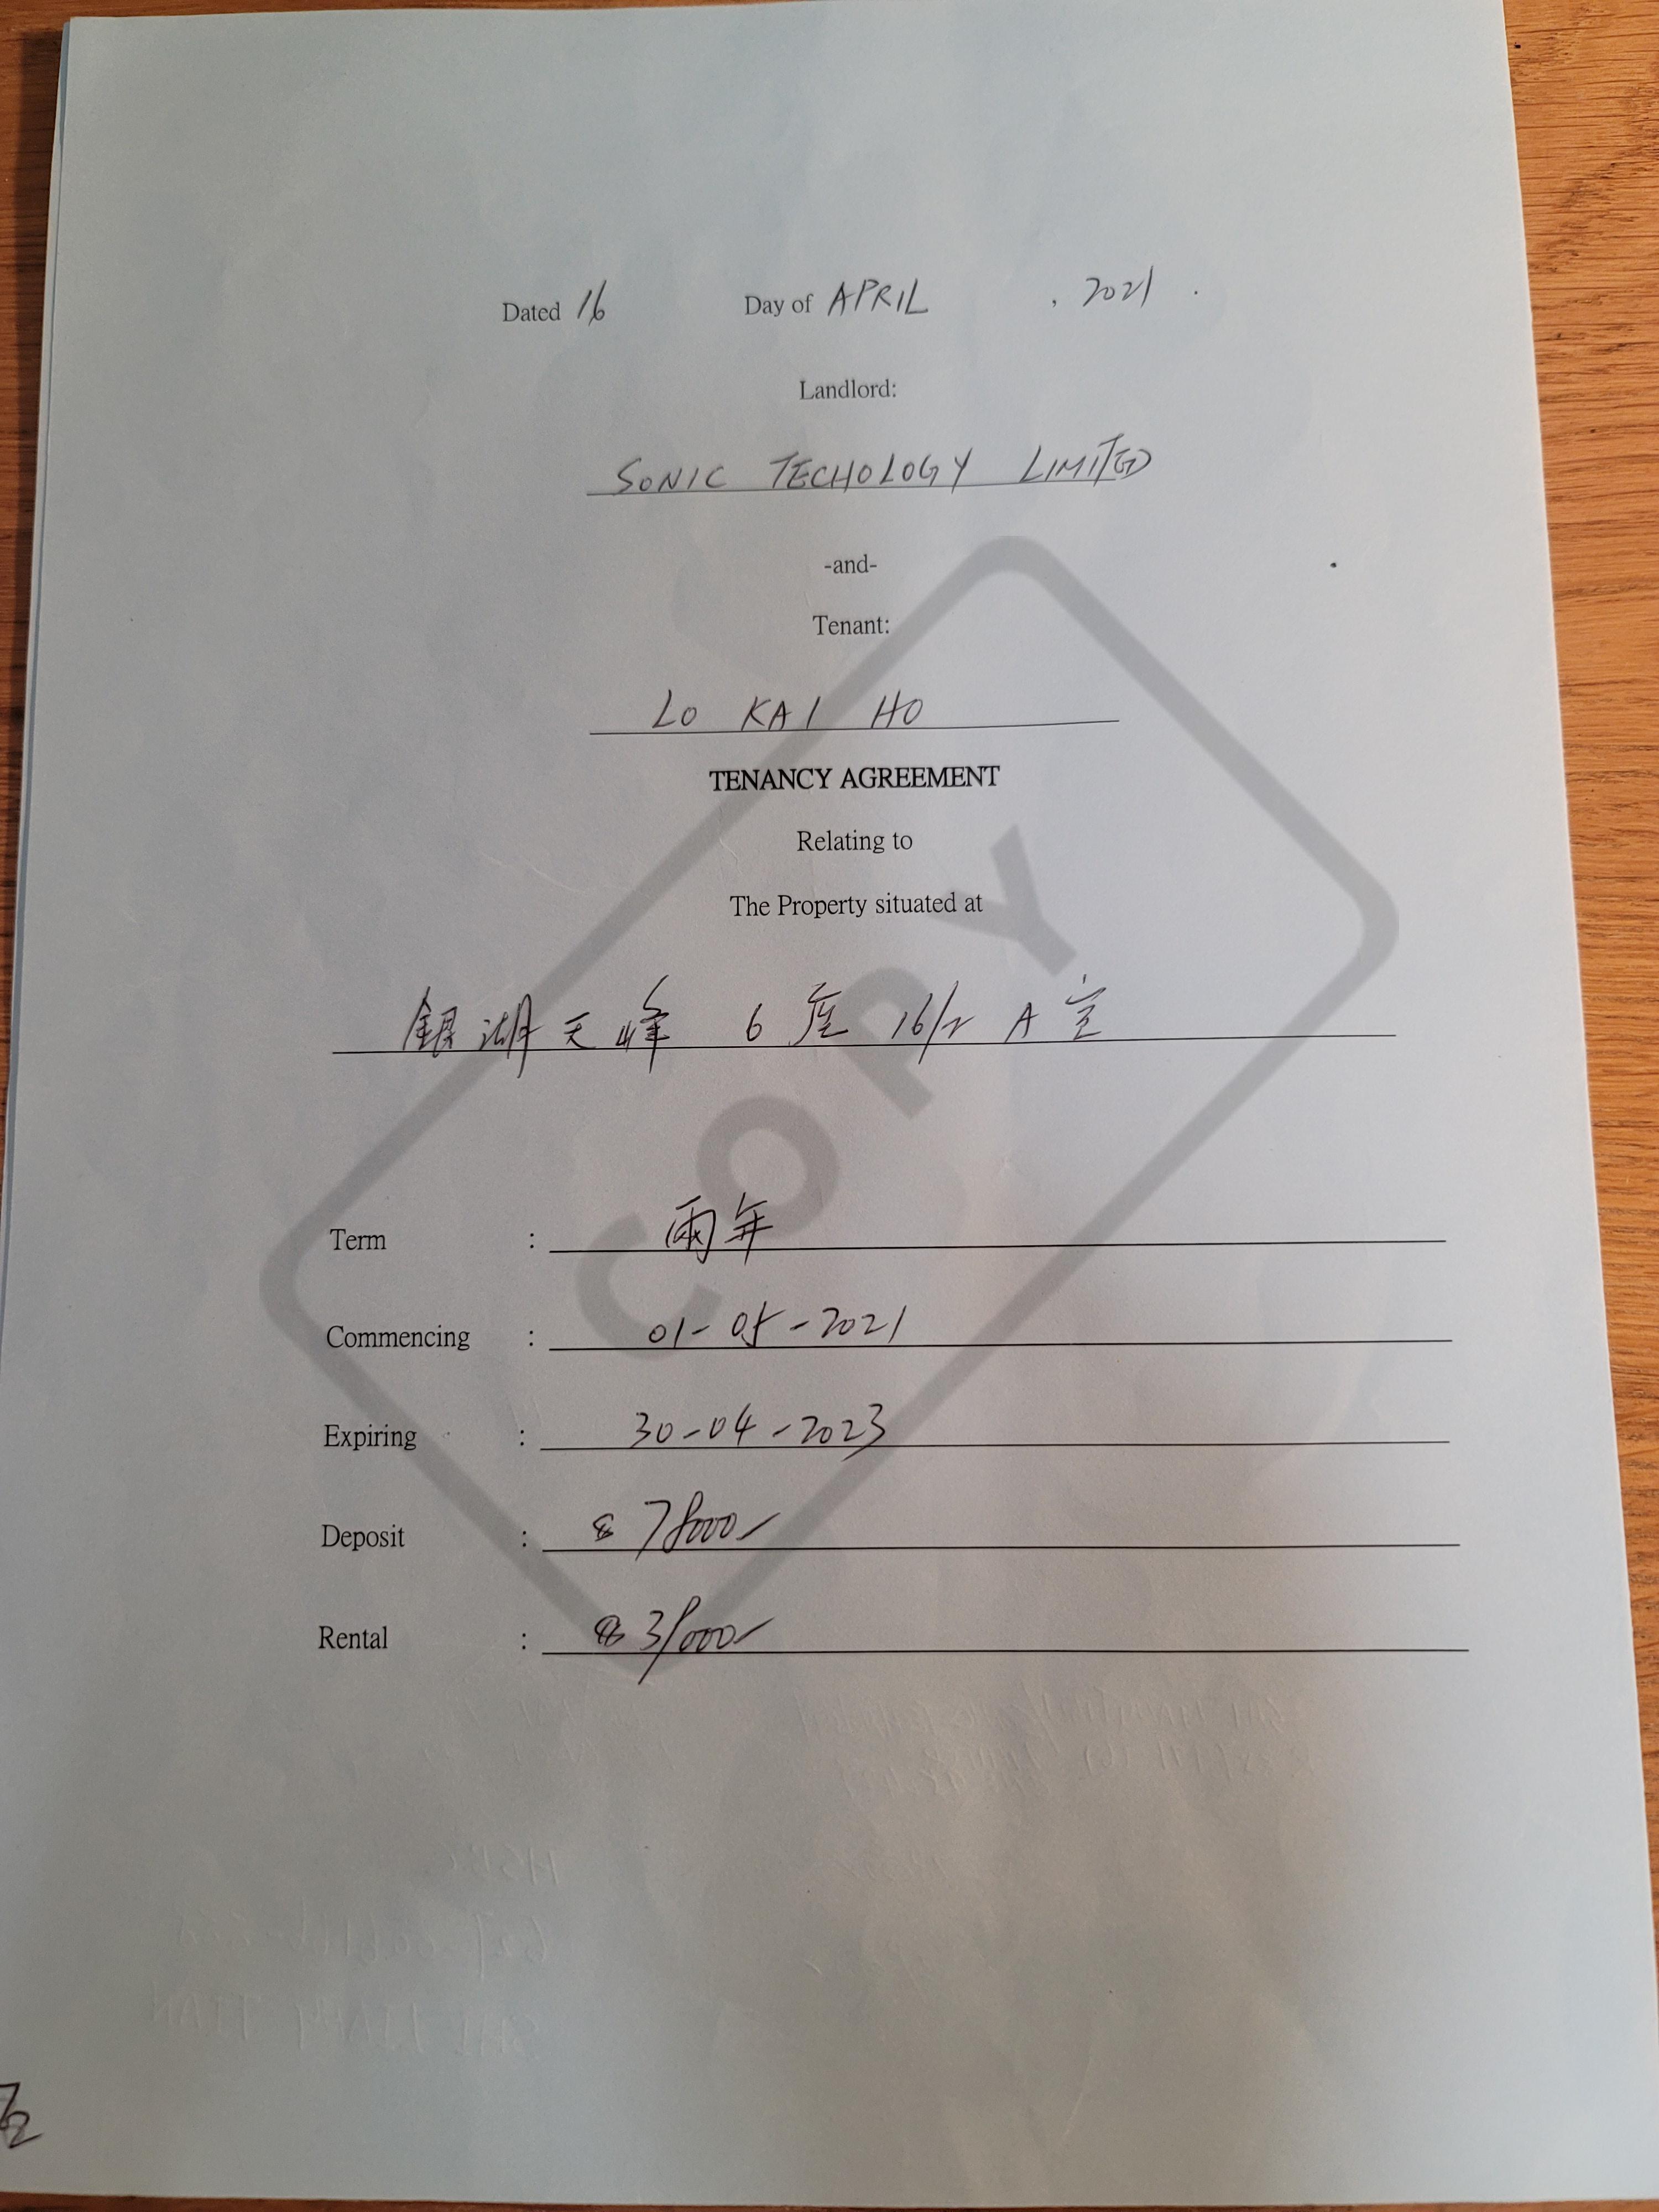 Dated 16 Day of APRIL , 2021 .
Landlord:
SONIC TECHOLOGY LIMITED
-and-
Tenant:
LO KAI HO
TENANCY AGREEMENT
Relating to
The Property situated at
銀湖天峰 6 座 16/F A室
COPY
Term : 兩年
Commencing : 01-05-2021
Expiring : 30-04-2023
Deposit : $ 78000
Rental : $ 39000